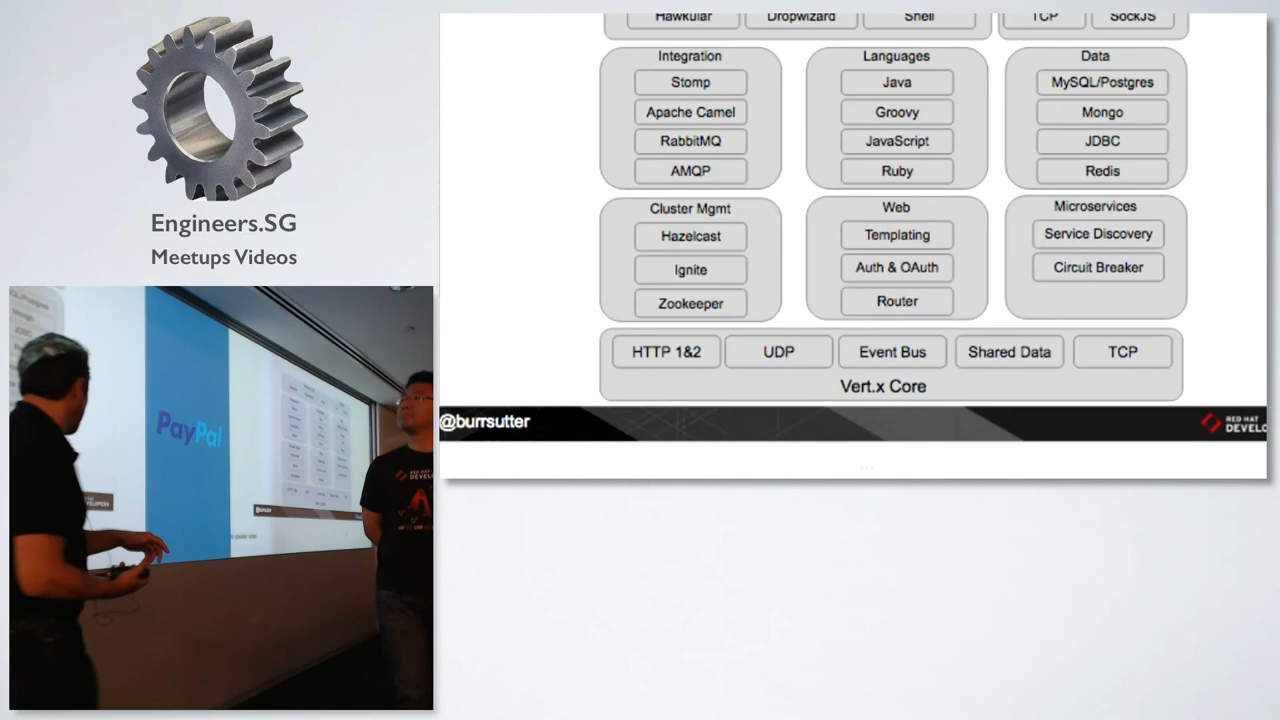 Engineers.SG
Meetups Videos
Hawkular
Dropwizard
Shell
TCP
SockJS
Integration
Stomp
Apache Camel
RabbitMQ
AMQP
Languages
Java
Groovy
JavaScript
Ruby
Data
MySQL/Postgres
Mongo
JDBC
Redis
Cluster Mgmt
Hazelcast
Ignite
Zookeeper
Web
Templating
Auth & OAuth
Router
Microservices
Service Discovery
Circuit Breaker
HTTP 1&2
UDP
Event Bus
Shared Data
TCP
Vert.x Core
@burrsutter
RED HAT
DEVELO
PayPal